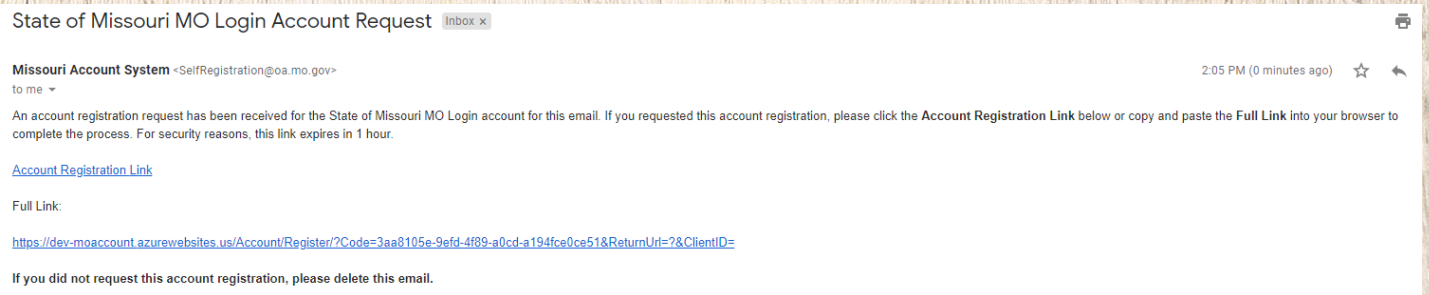 State of Missouri MO Login Account Request Inbox ×
Missouri Account System <SelfRegistration@oa.mo.gov> 2:05 PM (0 minutes ago)
to me
An account registration request has been received for the State of Missouri MO Login account for this email. If you requested this account registration, please click the Account Registration Link below or copy and paste the Full Link into your browser to
complete the process. For security reasons, this link expires in 1 hour.
Account Registration Link
Full Link:
https://dev-moaccount.azurewebsites.us/Account/Register/?Code=3aa8105e-9efd-4f89-a0cd-a194fce0ce51&ReturnUrl=?&ClientID=
If you did not request this account registration, please delete this email.